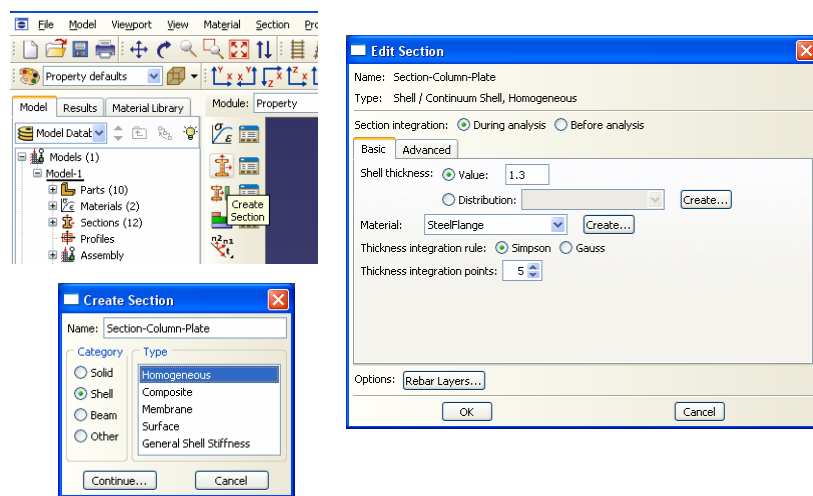 File Model Viewport View Material Section
Property defaults
Model Results Material Library Module: Property
Model Datab
Models (1)
Model-1
Parts (10)
Materials (2)
Sections (12)
Profiles
Assembly
Create
Section
n2 n1
Create Section
Name: Section-Column-Plate
Category Type
Solid Homogeneous
Shell Composite
Beam Membrane
Other Surface
General Shell Stiffness
Continue... Cancel
Edit Section
Name: Section-Column-Plate
Type: Shell / Continuum Shell, Homogeneous
Section integration: During analysis Before analysis
Basic Advanced
Shell thickness: Value: 1.3
Distribution: Create...
Material: SteelFlange Create...
Thickness integration rule: Simpson Gauss
Thickness integration points: 5
Options: Rebar Layers...
OK Cancel